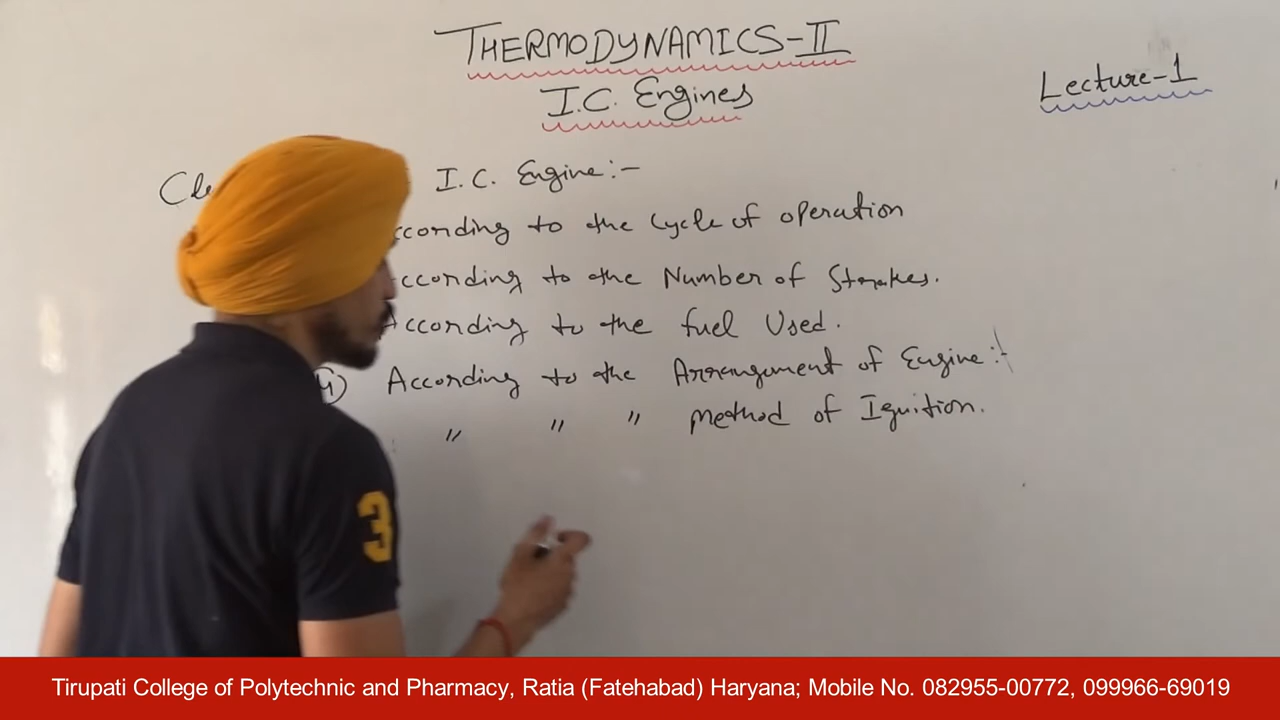 THERMODYNAMICS-II
I.C. Engines
Lecture-1
I.C. Engine:-
ccording to the Cycle of operation
ccording to the Number of Strokes.
According to the fuel Used.
4) According to the Arrangement of Engine:-
" " " Method of Ignition.
3
Tirupati College of Polytechnic and Pharmacy, Ratia (Fatehabad) Haryana; Mobile No. 082955-00772, 099966-69019